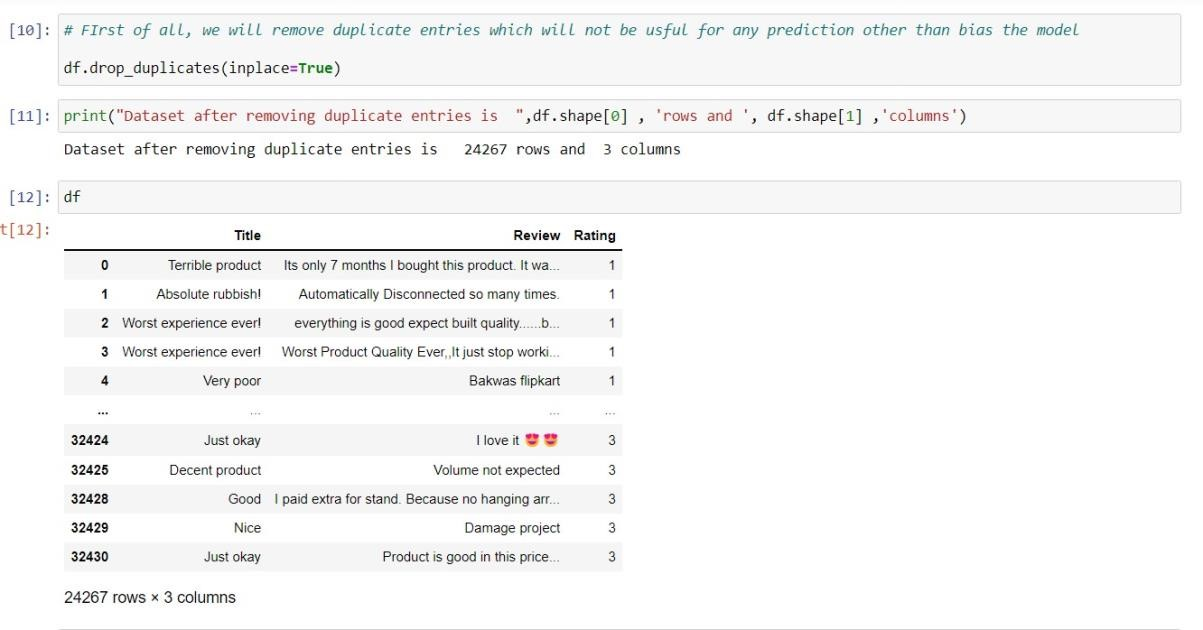 [10]: # FIrst of all, we will remove duplicate entries which will not be usful for any prediction other than bias the model
df.drop_duplicates(inplace=True)
[11]: print("Dataset after removing duplicate entries is  ",df.shape[0] , 'rows and ', df.shape[1] ,'columns')
Dataset after removing duplicate entries is   24267 rows and  3 columns
[12]: df
t[12]:
Title Review Rating
0 Terrible product Its only 7 months I bought this product. It wa... 1
1 Absolute rubbish! Automatically Disconnected so many times. 1
2 Worst experience ever! everything is good expect built quality......b... 1
3 Worst experience ever! Worst Product Quality Ever,,It just stop worki... 1
4 Very poor Bakwas flipkart 1
... ... ... ...
32424 Just okay I love it 😍 😍 3
32425 Decent product Volume not expected 3
32428 Good I paid extra for stand. Because no hanging arr... 3
32429 Nice Damage project 3
32430 Just okay Product is good in this price... 3
24267 rows × 3 columns